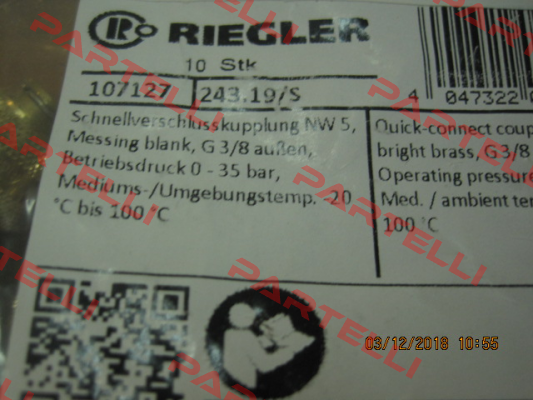 RIEGLER
10 Stk
107127 243.19/S
4 047322
Schnellverschlusskupplung NW 5,
Messing blank, G 3/8 außen,
Betriebsdruck 0 - 35 bar,
Mediums-/Umgebungstemp. -20
°C bis 100 °C
Quick-connect coup
bright brass, G 3/8
Operating pressure
Med. / ambient ter
100 °C
PARTELLI
PARTELLI
PARTELLI
PARTELLI
PARTELLI
PARTELLI
03/12/2018 10:55